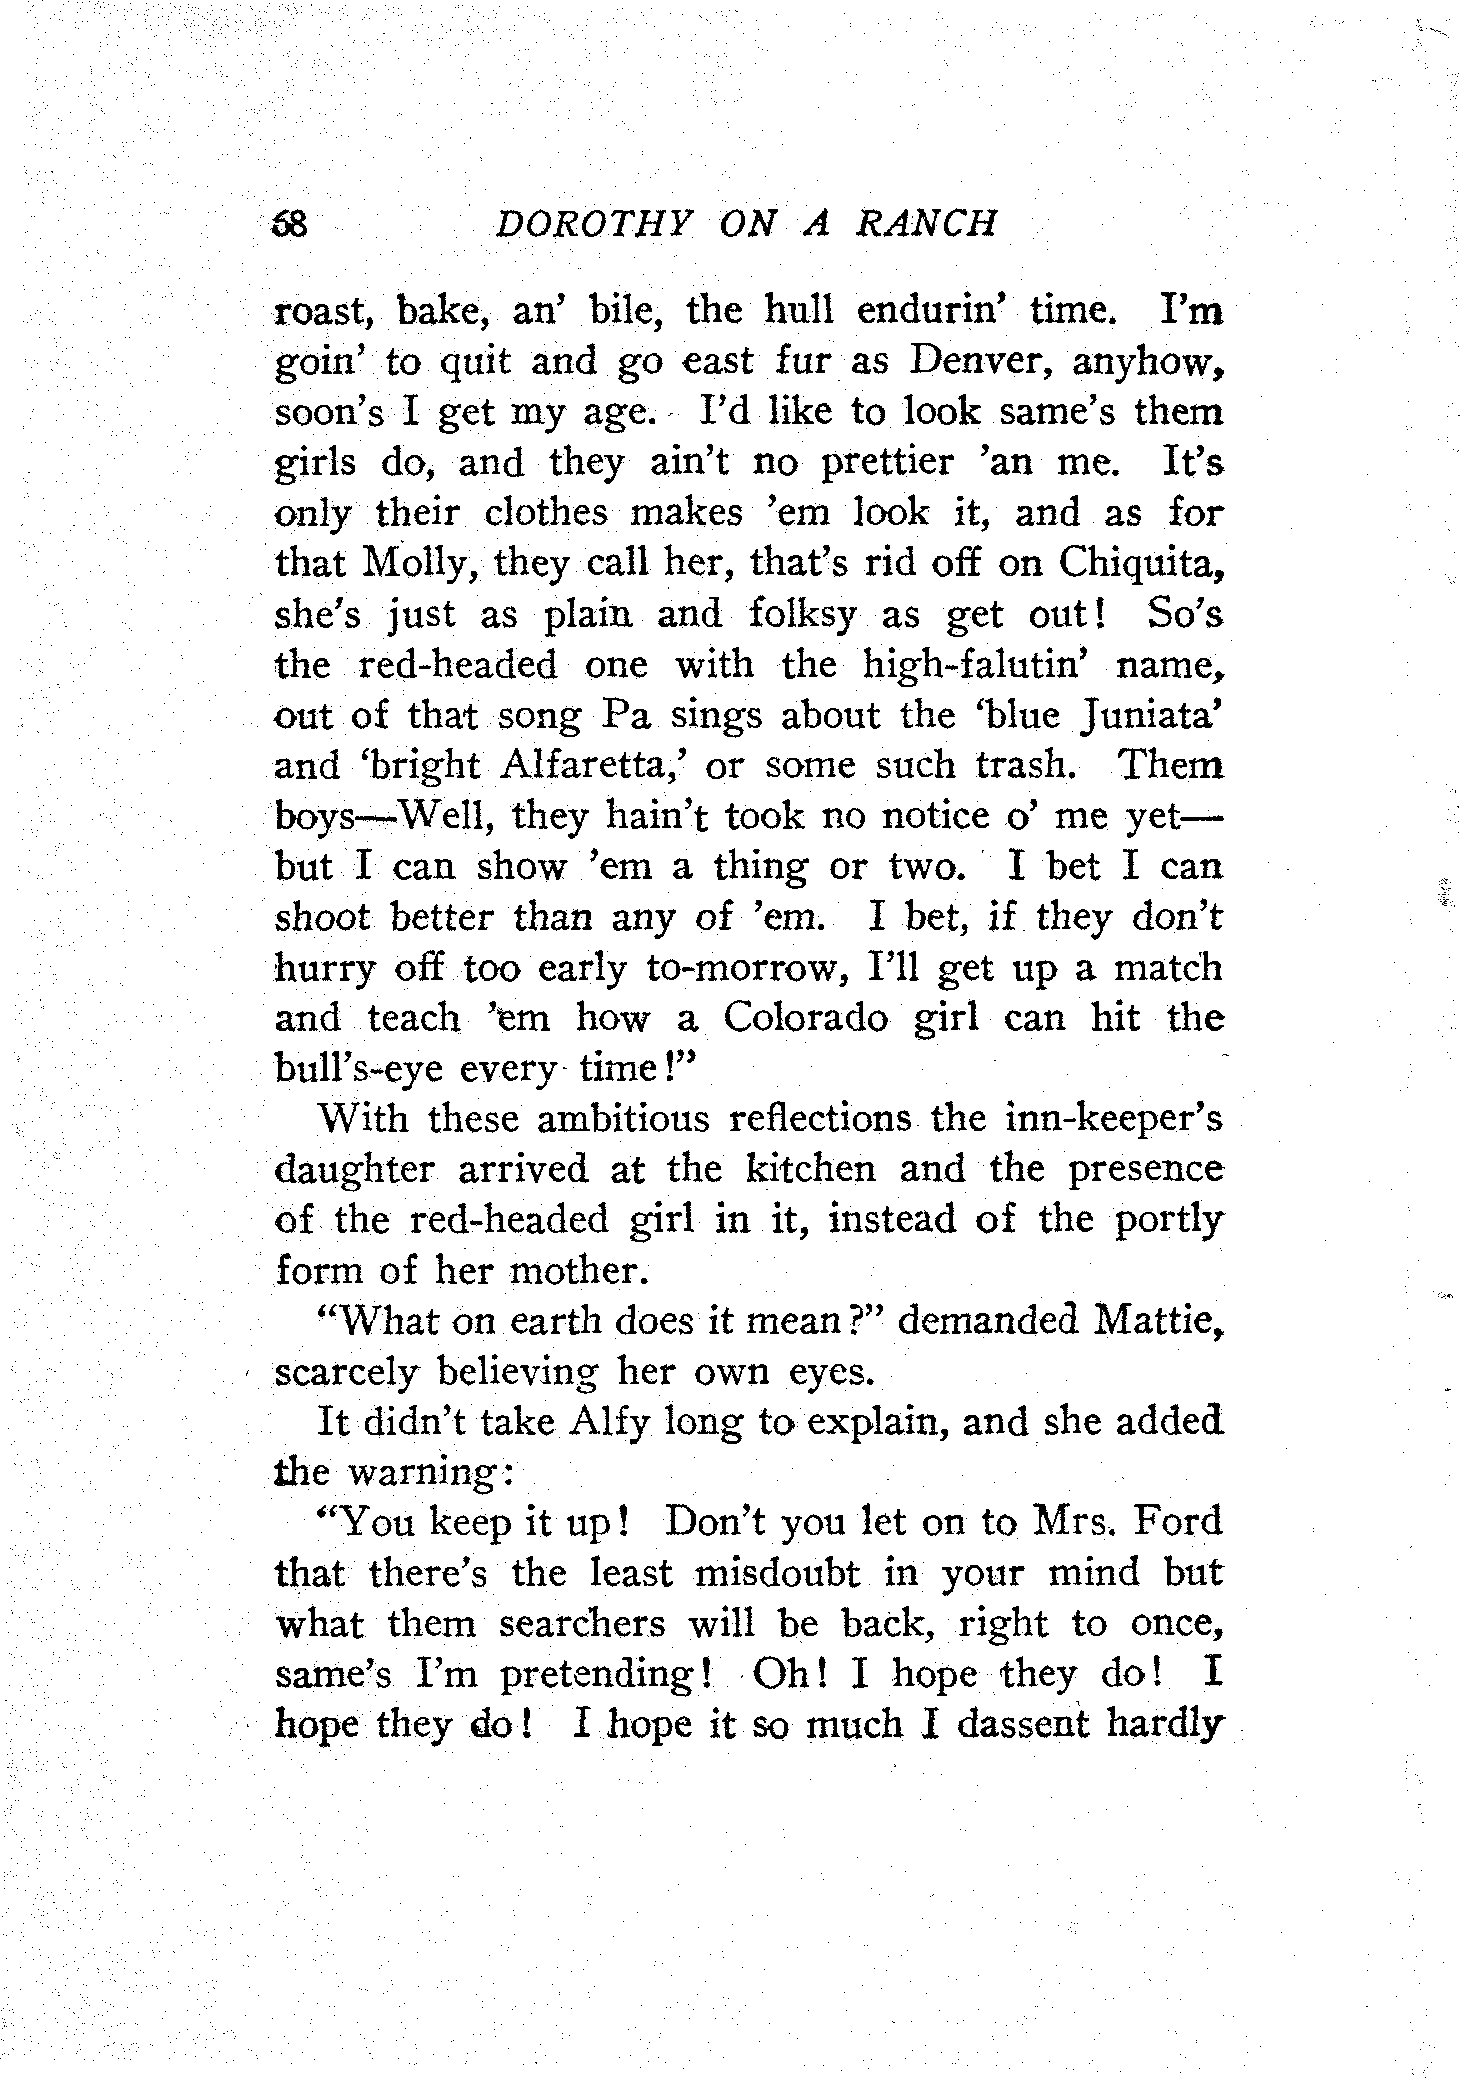 68 DOROTHY ON A RANCH
roast, bake, an' bile, the hull endurin' time. I'm
goin' to quit and go east fur as Denver, anyhow,
soon's I get my age. I'd like to look same's them
girls do, and they ain't no prettier 'an me. It's
only their clothes makes 'em look it, and as for
that Molly, they call her, that's rid off on Chiquita,
she's just as plain and folksy as get out! So's
the red-headed one with the high-falutin' name,
out of that song Pa sings about the ‘blue Juniata’
and ‘bright Alfaretta,’ or some such trash. Them
boys—Well, they hain't took no notice o' me yet—
but I can show 'em a thing or two. I bet I can
shoot better than any of 'em. I bet, if they don't
hurry off too early to-morrow, I'll get up a match
and teach 'em how a Colorado girl can hit the
bull's-eye every time!”
With these ambitious reflections the inn-keeper's
daughter arrived at the kitchen and the presence
of the red-headed girl in it, instead of the portly
form of her mother.
“What on earth does it mean?” demanded Mattie,
scarcely believing her own eyes.
It didn't take Alfy long to explain, and she added
the warning:
“You keep it up! Don't you let on to Mrs. Ford
that there's the least misdoubt in your mind but
what them searchers will be back, right to once,
same's I'm pretending! Oh! I hope they do! I
hope they do! I hope it so much I dassent hardly